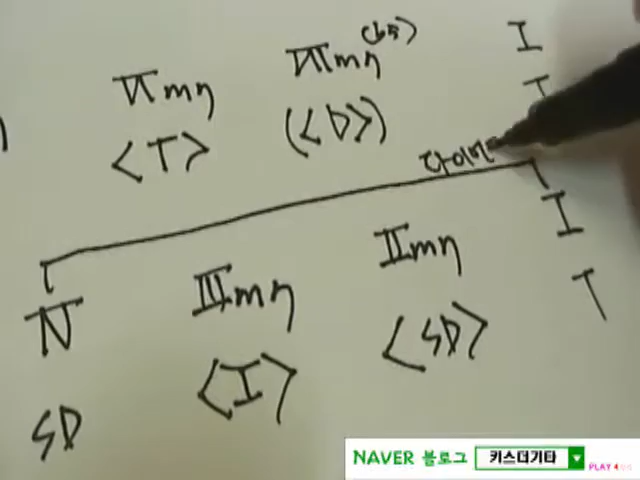 Ⅵm7 Ⅶm7(b5) I
<T> (<D>) T
다이어
Ⅳ Ⅲm7 Ⅱm7 I
SD <I> <SD> T
NAVER 블로그 키스더기타
PLAY